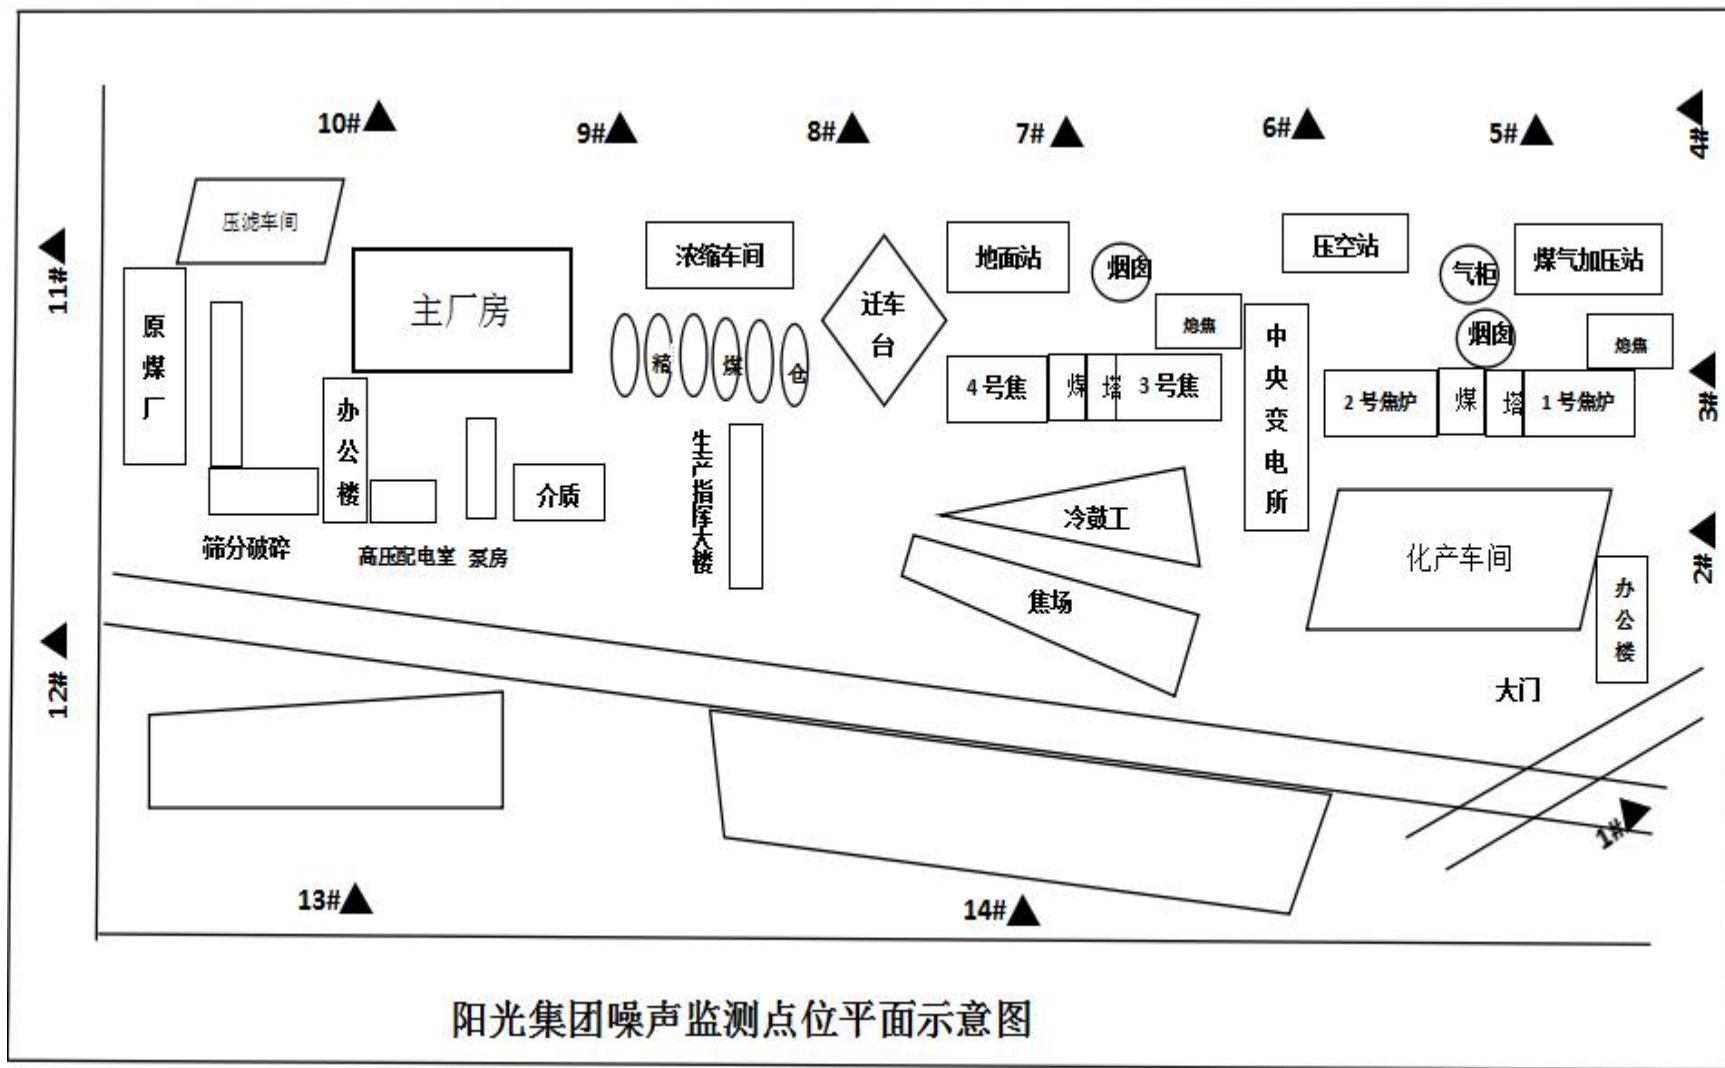 10#
9#
8#
7#
6#
5#
4#
压滤车间
11#
原煤厂
主厂房
浓缩车间
迁车台
地面站
烟囱
压空站
气柜
煤气加压站
烟囱
熄焦
熄焦
中央变电所
精煤仓
4号焦
煤塔
3号焦
2号焦炉
煤塔
1号焦炉
3#
办公楼
生产指挥大楼
介质
筛分破碎
高压配电室
泵房
冷鼓工
焦场
化产车间
2#
办公楼
大门
12#
1#
13#
14#
阳光集团噪声监测点位平面示意图